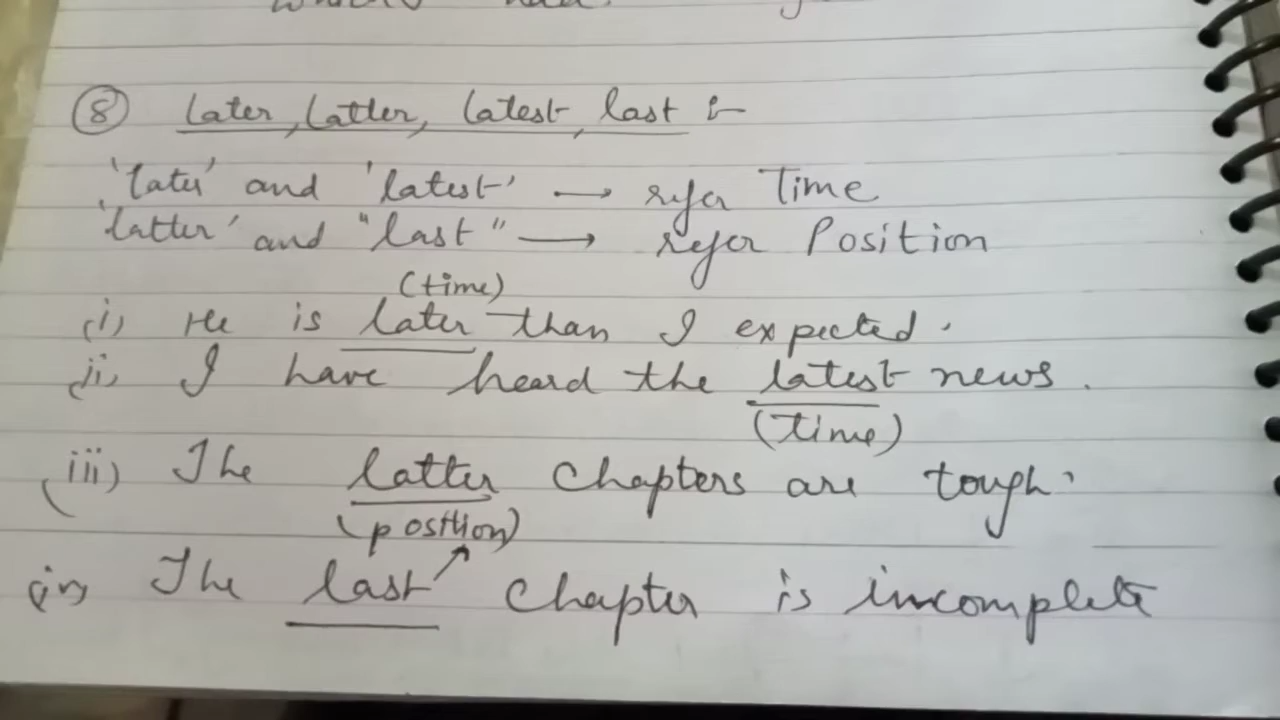 ⑧ Later, Latter, Latest, last :-
'later' and 'latest' → refer Time
'latter' and "last" → refer Position
(time)
(i) He is later than I expected.
(ii) I have heard the latest news.
(time)
(iii) The latter chapters are tough.
(position)
(iv) The last chapter is incomplete